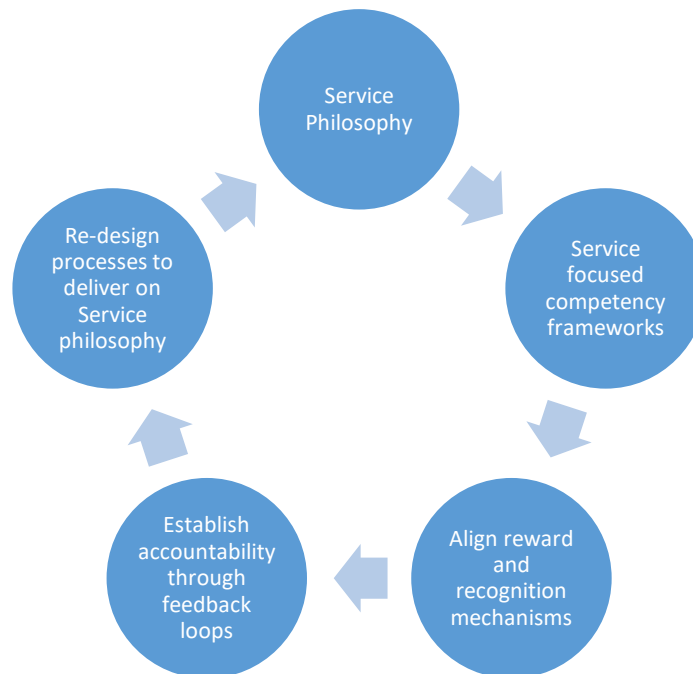 Service
Philosophy
Service
focused
competency
frameworks
Align reward
and
recognition
mechanisms
Establish
accountability
through
feedback
loops
Re-design
processes to
deliver on
Service
philosophy